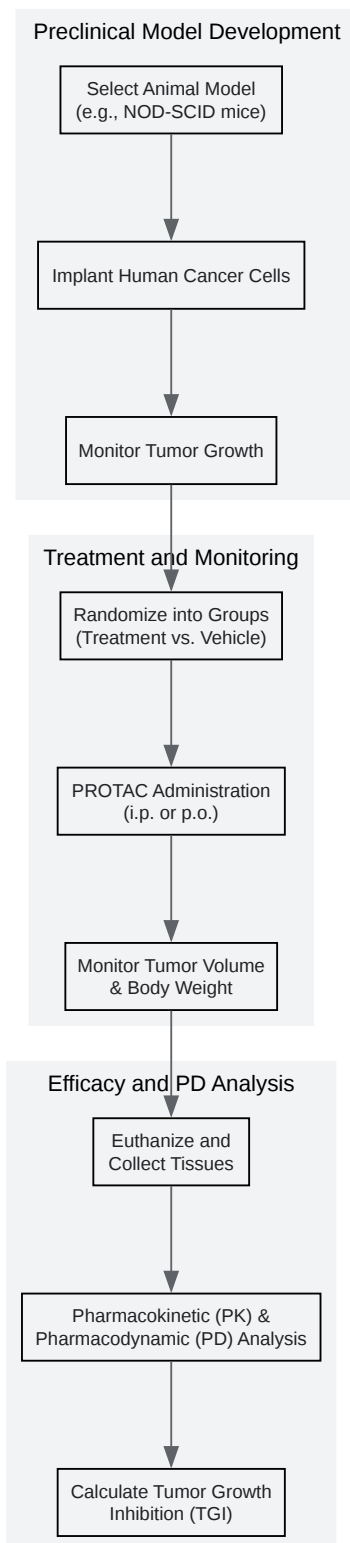 Preclinical Model Development
Select Animal Model
(e.g., NOD-SCID mice)
Implant Human Cancer Cells
Monitor Tumor Growth
Treatment and Monitoring
Randomize into Groups
(Treatment vs. Vehicle)
PROTAC Administration
(i.p. or p.o.)
Monitor Tumor Volume
& Body Weight
Efficacy and PD Analysis
Euthanize and
Collect Tissues
Pharmacokinetic (PK) &
Pharmacodynamic (PD) Analysis
Calculate Tumor Growth
Inhibition (TGI)